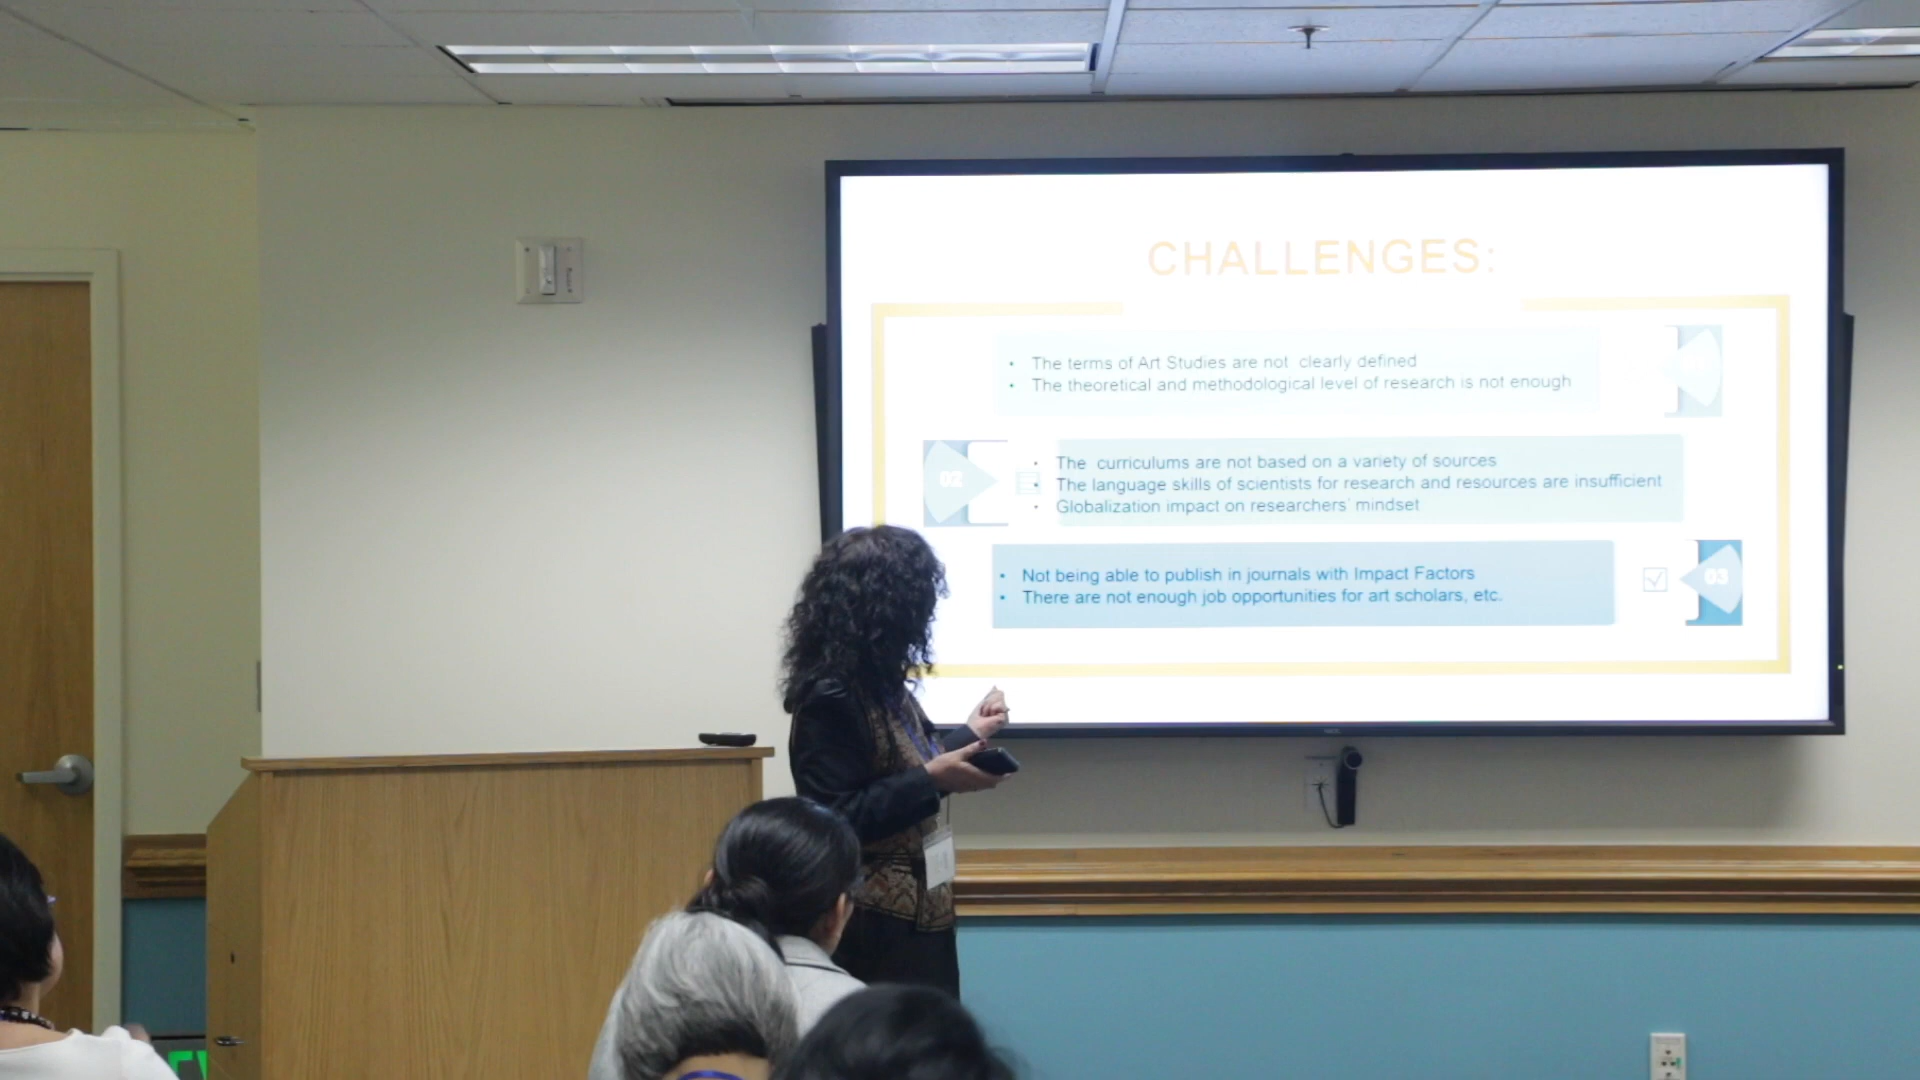 CHALLENGES:
• The terms of Art Studies are not clearly defined
• The theoretical and methodological level of research is not enough
02
• The curriculums are not based on a variety of sources
• The language skills of scientists for research and resources are insufficient
• Globalization impact on researchers' mindset
• Not being able to publish in journals with Impact Factors
• There are not enough job opportunities for art scholars, etc.
03